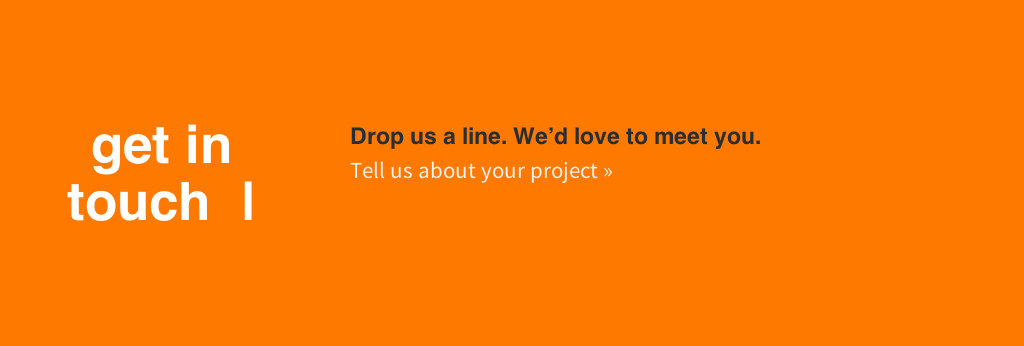 get in
touch |
Drop us a line. We’d love to meet you.
Tell us about your project »